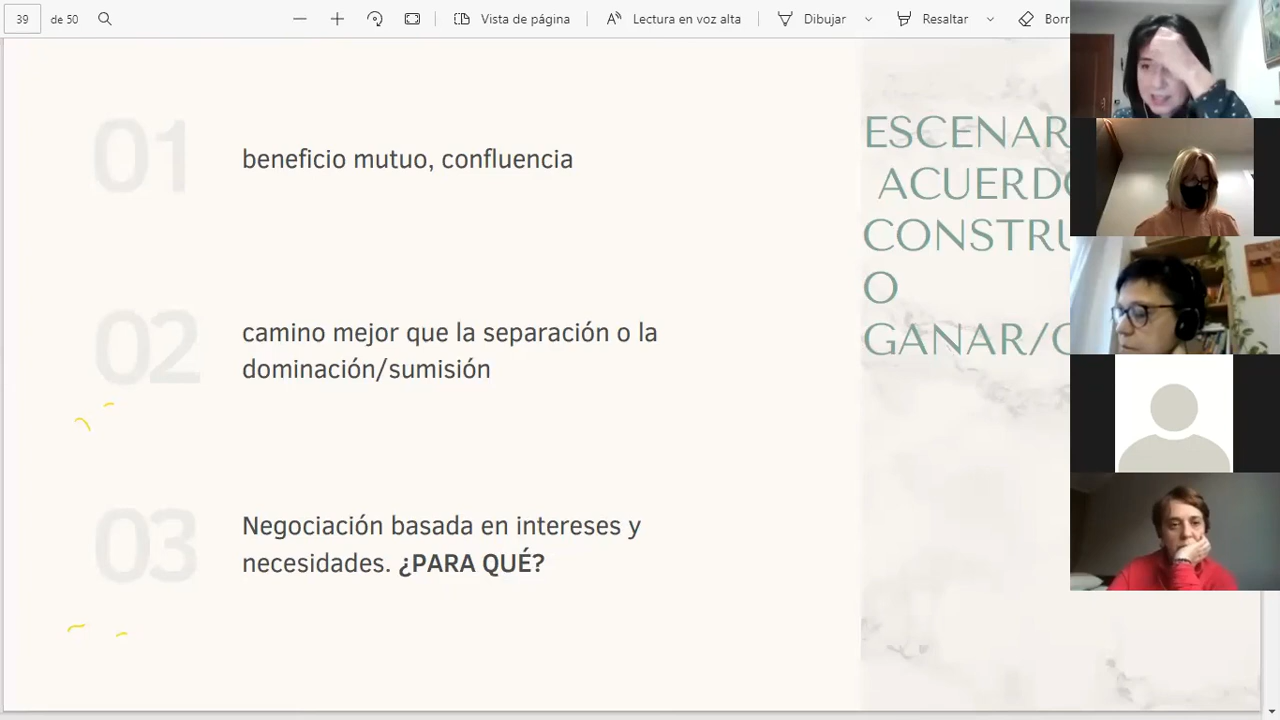 39 de 50 Vista de página Lectura en voz alta Dibujar Resaltar
01
beneficio mutuo, confluencia
02
camino mejor que la separación o la
dominación/sumisión
03
Negociación basada en intereses y
necesidades. ¿PARA QUÉ?
ESCENAR
ACUERD
CONSTRU
O
GANAR/